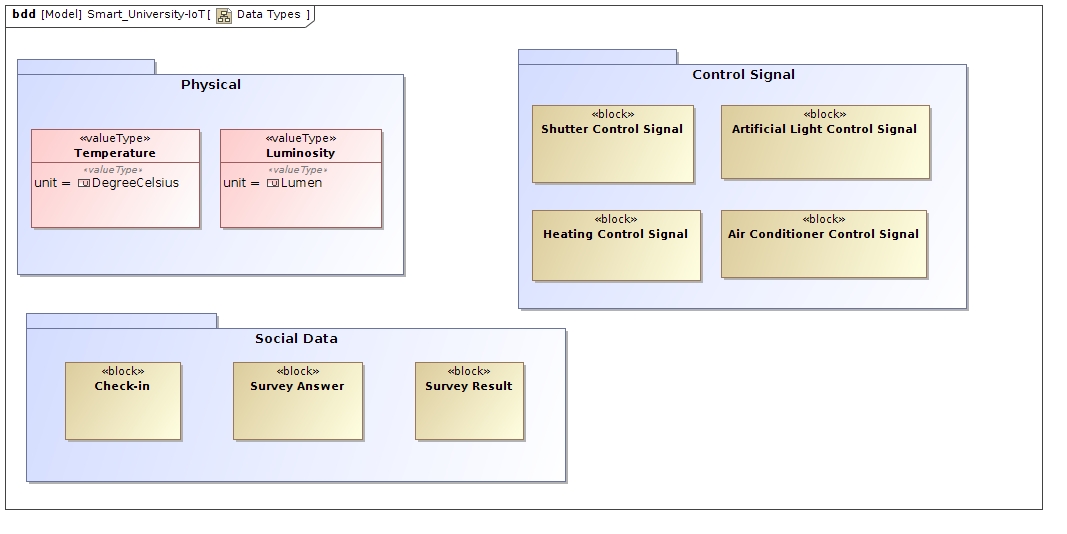 bdd [Model] Smart_University-IoT[ Data Types ]
Physical
«valueType»
Temperature
«valueType»
unit = DegreeCelsius
«valueType»
Luminosity
«valueType»
unit = Lumen
Control Signal
«block»
Shutter Control Signal
«block»
Artificial Light Control Signal
«block»
Heating Control Signal
«block»
Air Conditioner Control Signal
Social Data
«block»
Check-in
«block»
Survey Answer
«block»
Survey Result